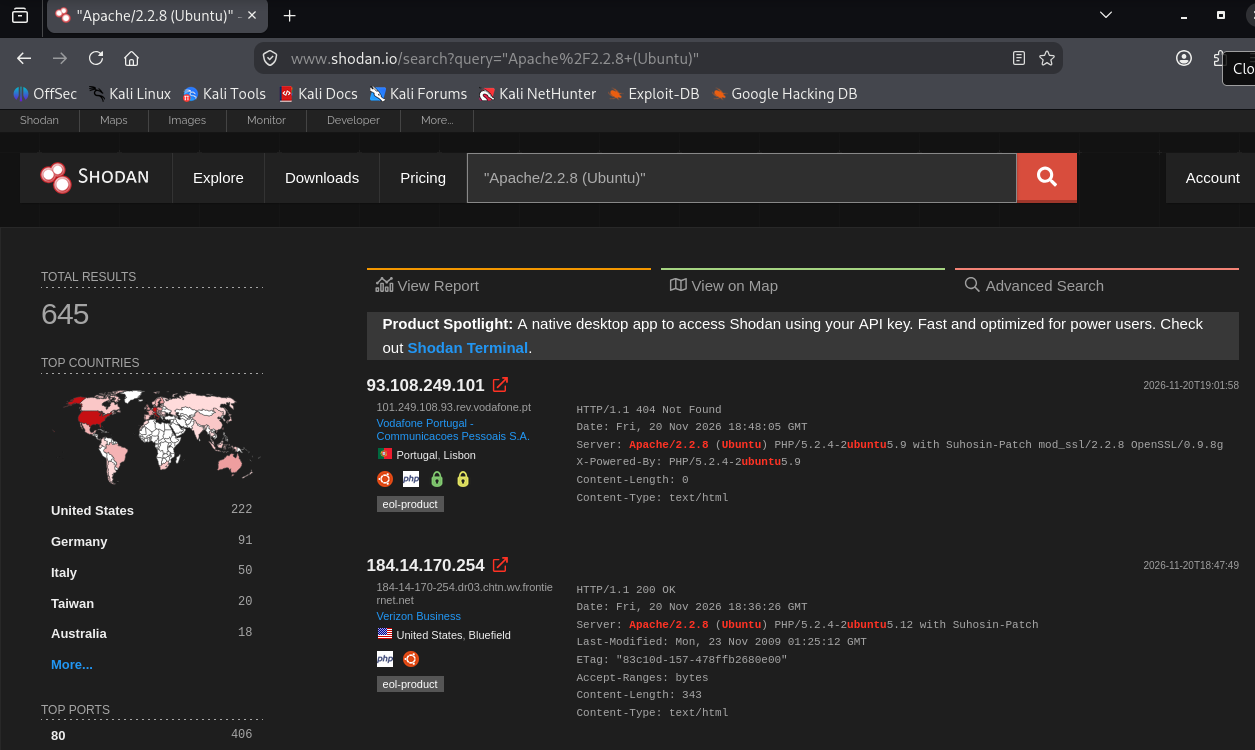 "Apache/2.2.8 (Ubuntu)" -
www.shodan.io/search?query="Apache%2F2.2.8+(Ubuntu)"
Clo
OffSec Kali Linux Kali Tools Kali Docs Kali Forums Kali NetHunter Exploit-DB Google Hacking DB
Shodan Maps Images Monitor Developer More...
SHODAN Explore Downloads Pricing "Apache/2.2.8 (Ubuntu)" Account
TOTAL RESULTS
645
TOP COUNTRIES
United States 222
Germany 91
Italy 50
Taiwan 20
Australia 18
More...
TOP PORTS
80 406
View Report View on Map Advanced Search
Product Spotlight: A native desktop app to access Shodan using your API key. Fast and optimized for power users. Check
out Shodan Terminal.
93.108.249.101 2026-11-20T19:01:58
101.249.108.93.rev.vodafone.pt
Vodafone Portugal -
Communicacoes Pessoais S.A.
Portugal, Lisbon
php
eol-product
HTTP/1.1 404 Not Found
Date: Fri, 20 Nov 2026 18:48:05 GMT
Server: Apache/2.2.8 (Ubuntu) PHP/5.2.4-2ubuntu5.9 with Suhosin-Patch mod_ssl/2.2.8 OpenSSL/0.9.8g
X-Powered-By: PHP/5.2.4-2ubuntu5.9
Content-Length: 0
Content-Type: text/html
184.14.170.254 2026-11-20T18:47:49
184-14-170-254.dr03.chtn.wv.frontie
rnet.net
Verizon Business
United States, Bluefield
php
eol-product
HTTP/1.1 200 OK
Date: Fri, 20 Nov 2026 18:36:26 GMT
Server: Apache/2.2.8 (Ubuntu) PHP/5.2.4-2ubuntu5.12 with Suhosin-Patch
Last-Modified: Mon, 23 Nov 2009 01:25:12 GMT
ETag: "83c10d-157-478ffb2680e00"
Accept-Ranges: bytes
Content-Length: 343
Content-Type: text/html